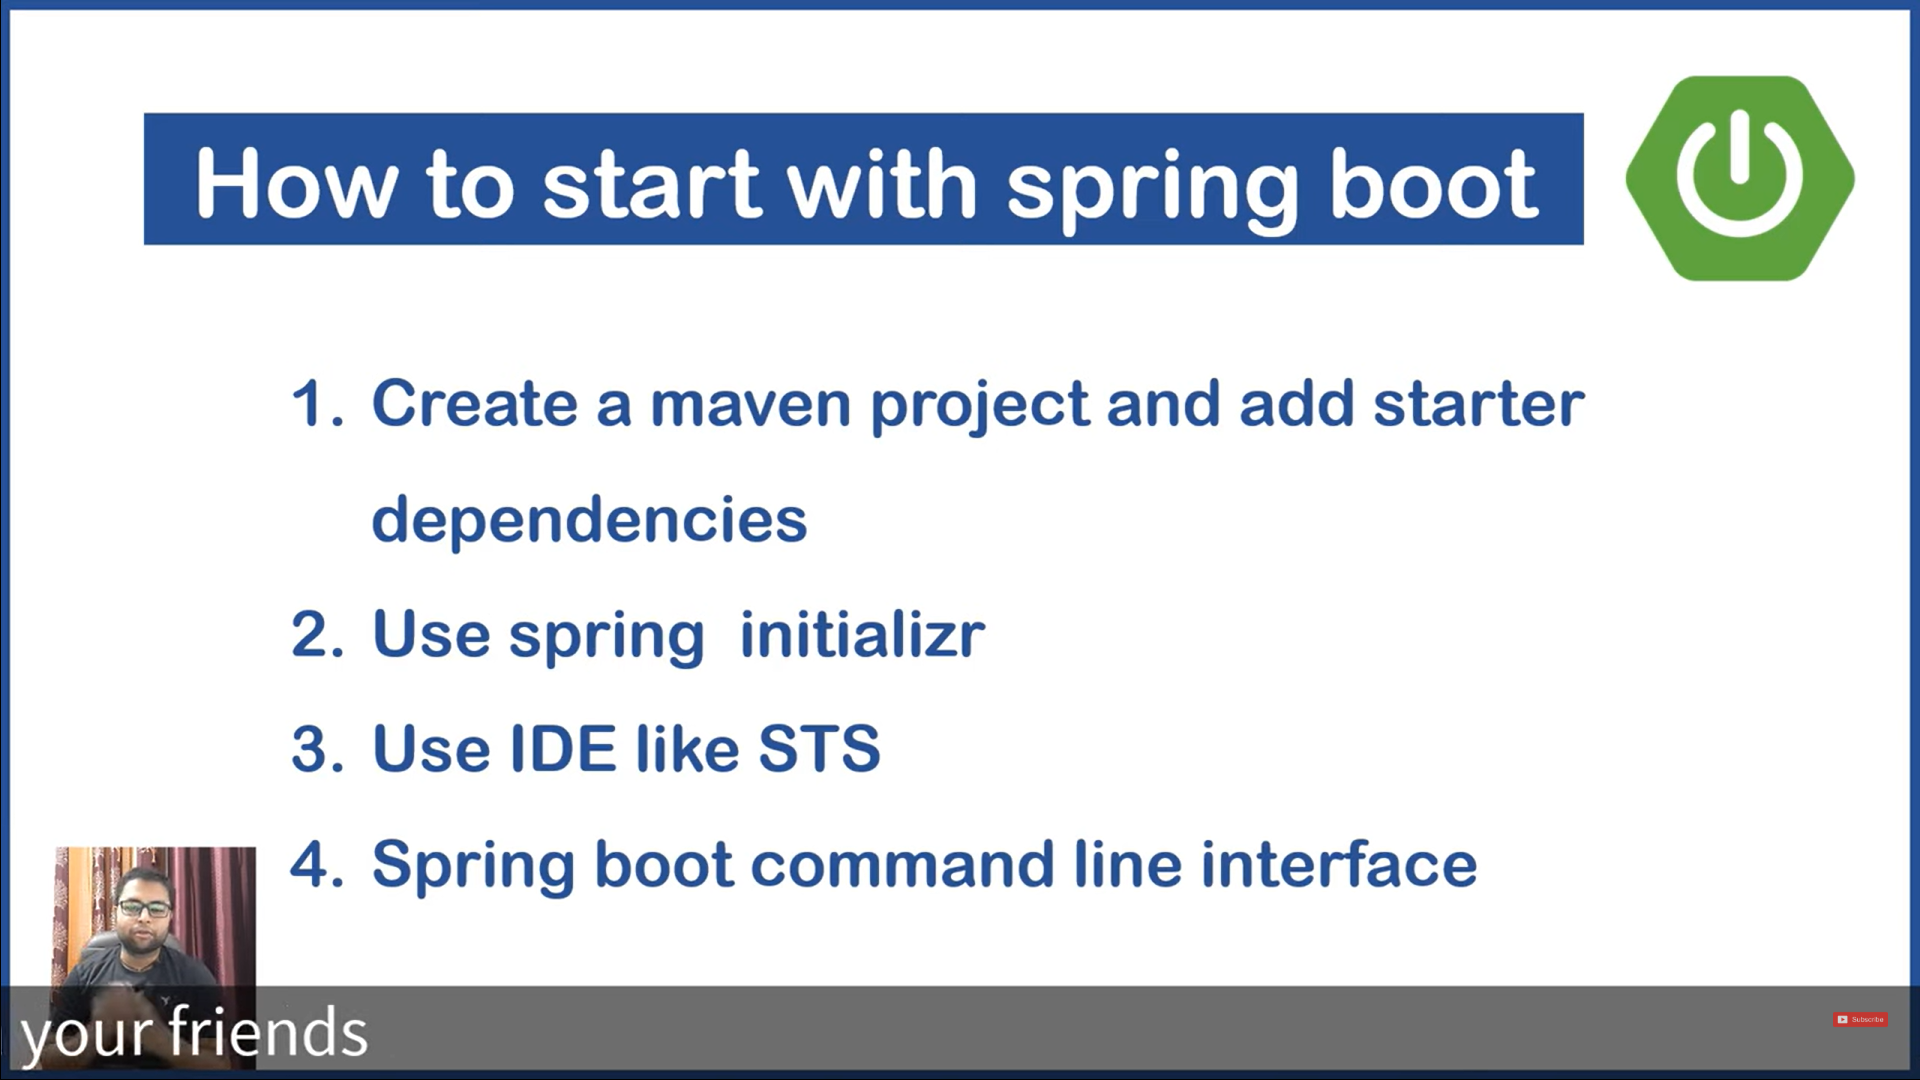 How to start with spring boot
1. Create a maven project and add starter
dependencies
2. Use spring initializr
3. Use IDE like STS
4. Spring boot command line interface
your friends
Subscribe